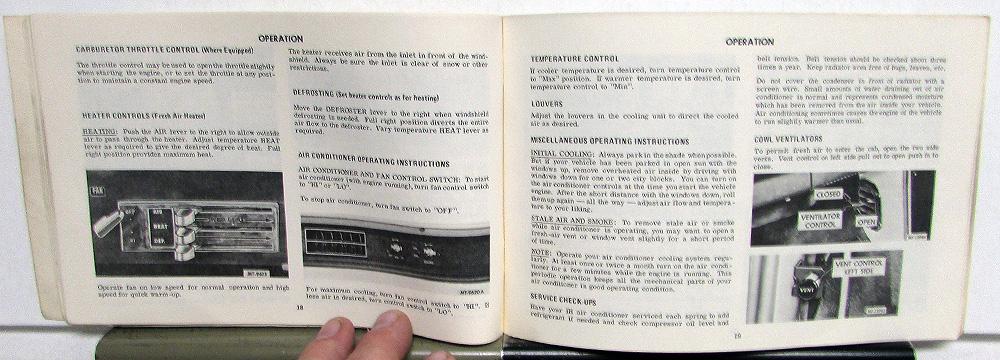 OPERATION
CARBURETOR THROTTLE CONTROL (Where Equipped)
The throttle control may be used to open the throttle slightly
when starting the engine, or to set the throttle at any posi-
tion to maintain a constant engine speed.
HEATER CONTROLS (Fresh Air Heater)
HEATING: Push the AIR lever to the right to allow outside
air to pass through the heater. Adjust temperature HEAT
lever as required to give the desired degree of heat. Full
right position provides maximum heat.
FAN
OFF
HI
AIR
HEAT
DEF.
Operate fan on low speed for normal operation and high
speed for quick warm-up.
The heater receives air from the inlet in front of the wind-
shield. Always be sure the inlet is clear of snow or other
restrictions.
DEFROSTING (Set heater controls as for heating)
Move the DEFROSTER lever to the right when windshield
defrosting is needed. Full right position diverts the entire
air flow to the defroster. Vary temperature HEAT lever as
required.
AIR CONDITIONER OPERATING INSTRUCTIONS
AIR CONDITIONER AND FAN CONTROL SWITCH: To start
air conditioner (with engine running), turn fan control switch
to "HI" or "LO".
To stop air conditioner, turn fan switch to "OFF".
For maximum cooling, turn fan control switch to "HI". If
less air is desired, turn control switch to "LO".
18
OPERATION
TEMPERATURE CONTROL
If cooler temperature is desired, turn temperature control
to "Max" position. If warmer temperature is desired, turn
temperature control to "Min".
LOUVERS
Adjust the louvers in the cooling unit to direct the cooled
air as desired.
MISCELLANEOUS OPERATING INSTRUCTIONS
INITIAL COOLING: Always park in the shade when possible.
But if your vehicle has been parked in open sun with the
windows up, remove overheated air inside by driving with
windows down for one or two city blocks. You can turn on
the air conditioner controls at the time you start the vehicle
engine. After the short distance with the windows down, roll
them up again — all the way — adjust air flow and tempera-
ture to your liking.
STALE AIR AND SMOKE: To remove stale air or smoke
while air conditioner is operating, you may want to open a
fresh-air vent or window vent slightly for a short period
of time.
NOTE: Operate your air conditioner cooling system regu-
larly. At least once or twice a month turn on the air condi-
tioner for a few minutes while the engine is running. This
periodic operation keeps all the mechanical parts of your
air conditioner is good operating condition.
SERVICE CHECK-UPS
Have your IH air conditioner serviced each spring to add
refrigerant if needed and check compressor oil level and
belt tension. Belt tension should be checked about three
times a year. Keep radiator area free of bugs, leaves, etc.
Do not cover the condenser in front of radiator with a
screen wire. Small amounts of water draining out of air
conditioner is normal and represents condensed moisture
which has been removed from the air inside your vehicle.
Air conditioning sometimes causes the engine of the vehicle
to run slightly warmer than usual.
COWL VENTILATORS
To permit fresh air to enter the cab, open the two side
vents. Vent control on left side pull out to open push in to
close.
CLOSED
VENTILATOR
CONTROL
OPEN
VENT CONTROL
LEFT SIDE
VENT
19